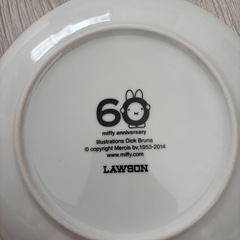 60
miffy anniversary
Illustrations Dick Bruna
© copyright Mercis bv, 1953-2014
www.miffy.com
LAWSON